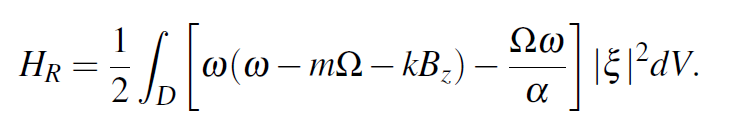 $H_R = \frac{1}{2} \int_D \left[ \omega(\omega - m\Omega - kB_z) - \frac{\Omega\omega}{\alpha} \right] |\xi|^2 dV.$